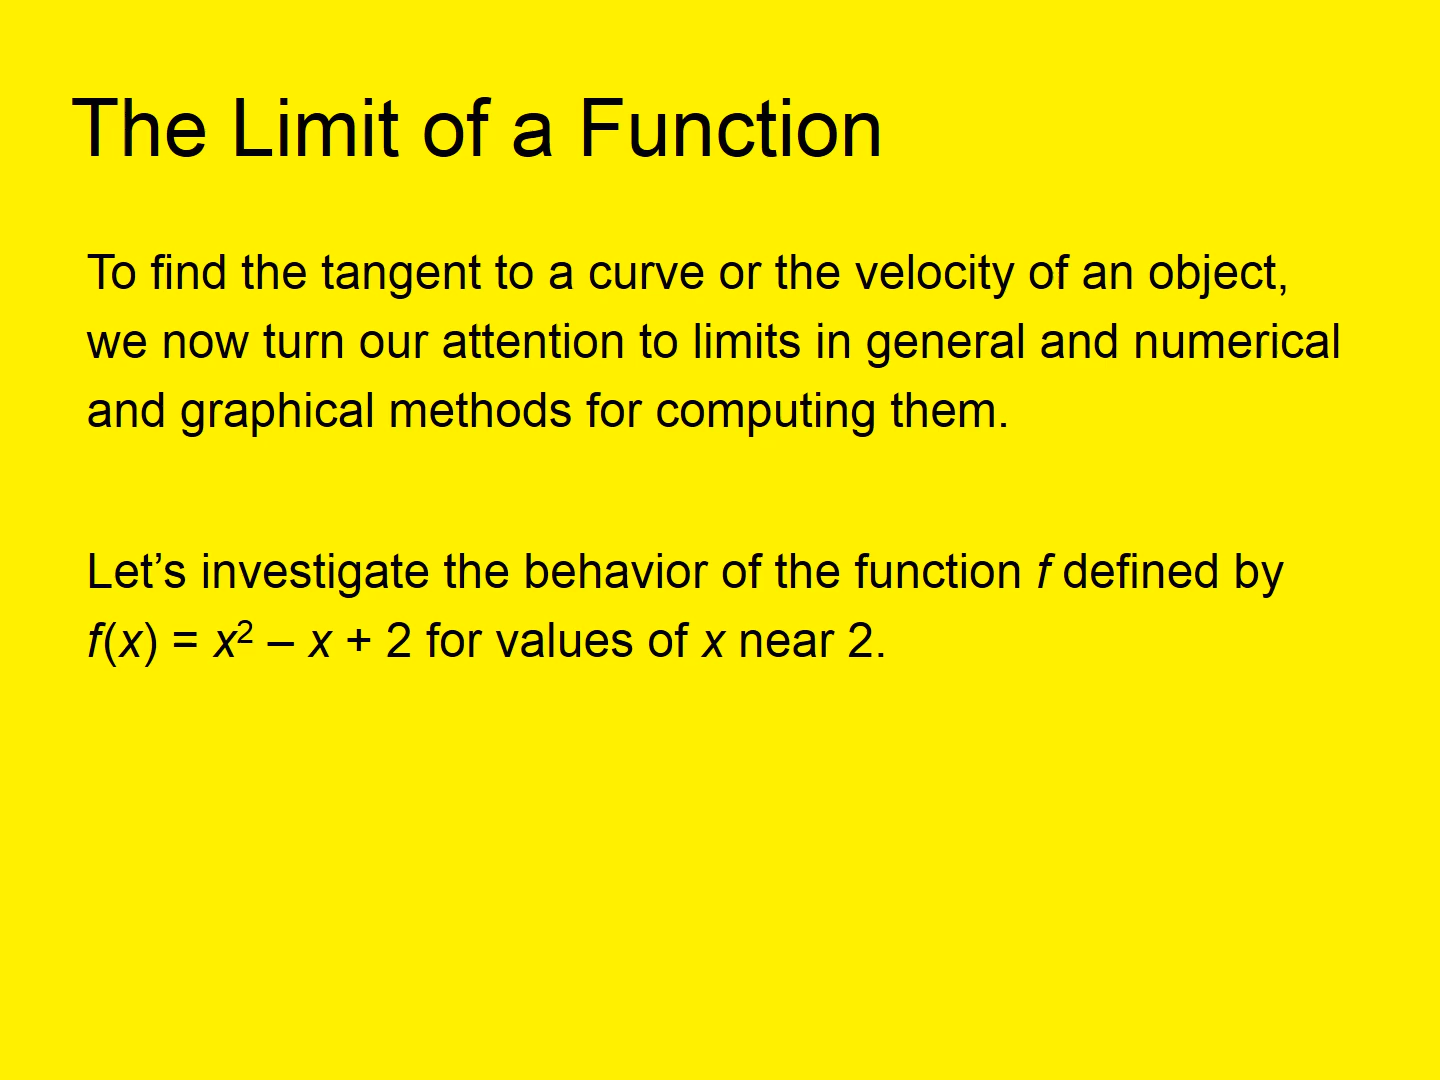 The Limit of a Function
To find the tangent to a curve or the velocity of an object,
we now turn our attention to limits in general and numerical
and graphical methods for computing them.
Let’s investigate the behavior of the function f defined by
f(x) = x² – x + 2 for values of x near 2.